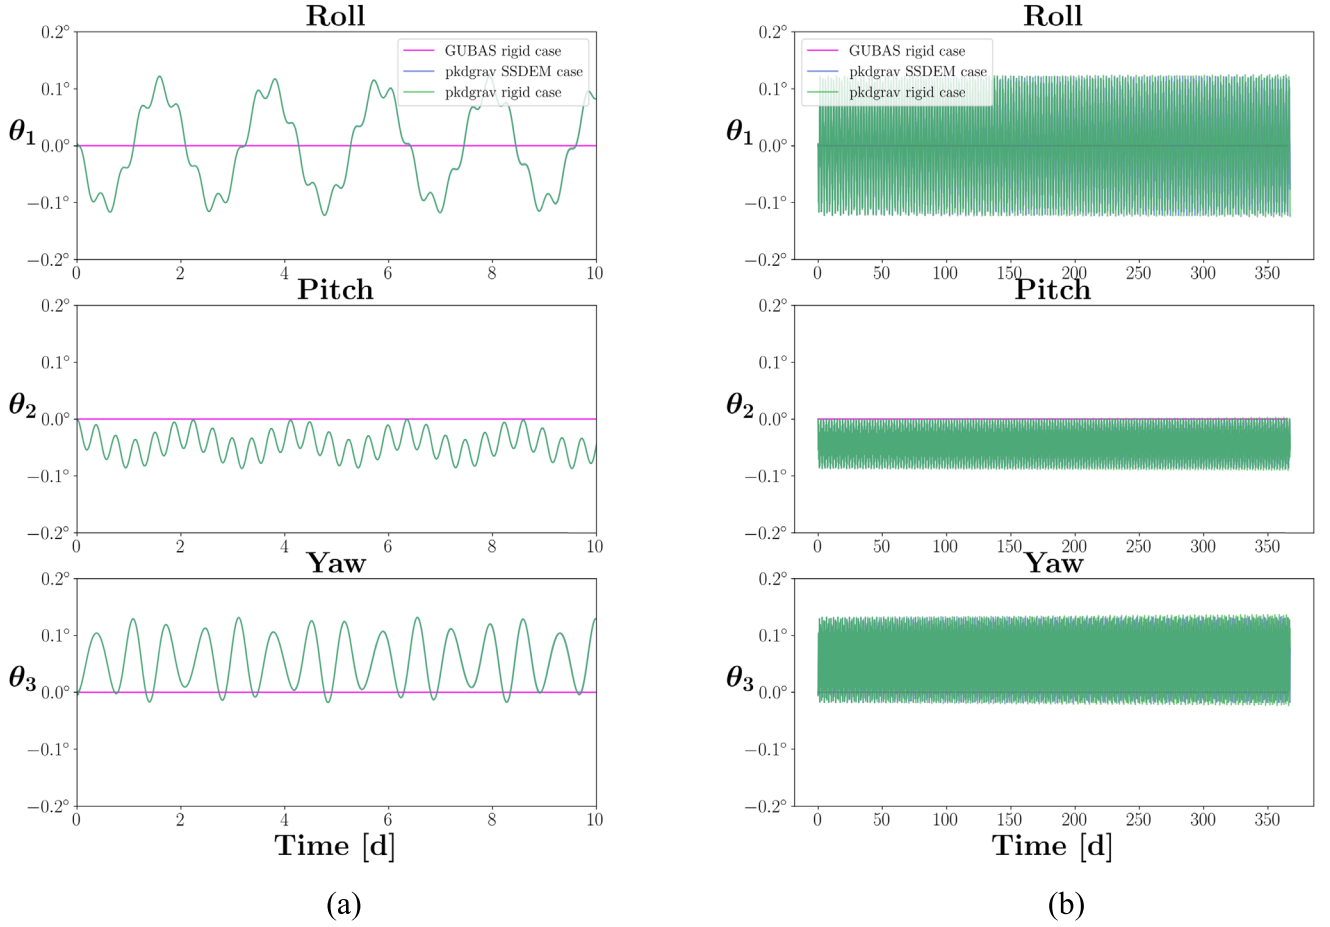 Roll
0.2°
0.1°
0.0°
−0.1°
−0.2°
θ1
GUBAS rigid case
pkdgrav SSDEM case
pkdgrav rigid case
0 2 4 6 8 10
Pitch
0.2°
0.1°
0.0°
−0.1°
−0.2°
θ2
0 2 4 6 8 10
Yaw
0.2°
0.1°
0.0°
−0.1°
−0.2°
θ3
0 2 4 6 8 10
Time [d]
(a)
Roll
0.2°
0.1°
0.0°
−0.1°
−0.2°
θ1
GUBAS rigid case
pkdgrav SSDEM case
pkdgrav rigid case
0 50 100 150 200 250 300 350
Pitch
0.2°
0.1°
0.0°
−0.1°
−0.2°
θ2
0 50 100 150 200 250 300 350
Yaw
0.2°
0.1°
0.0°
−0.1°
−0.2°
θ3
0 50 100 150 200 250 300 350
Time [d]
(b)